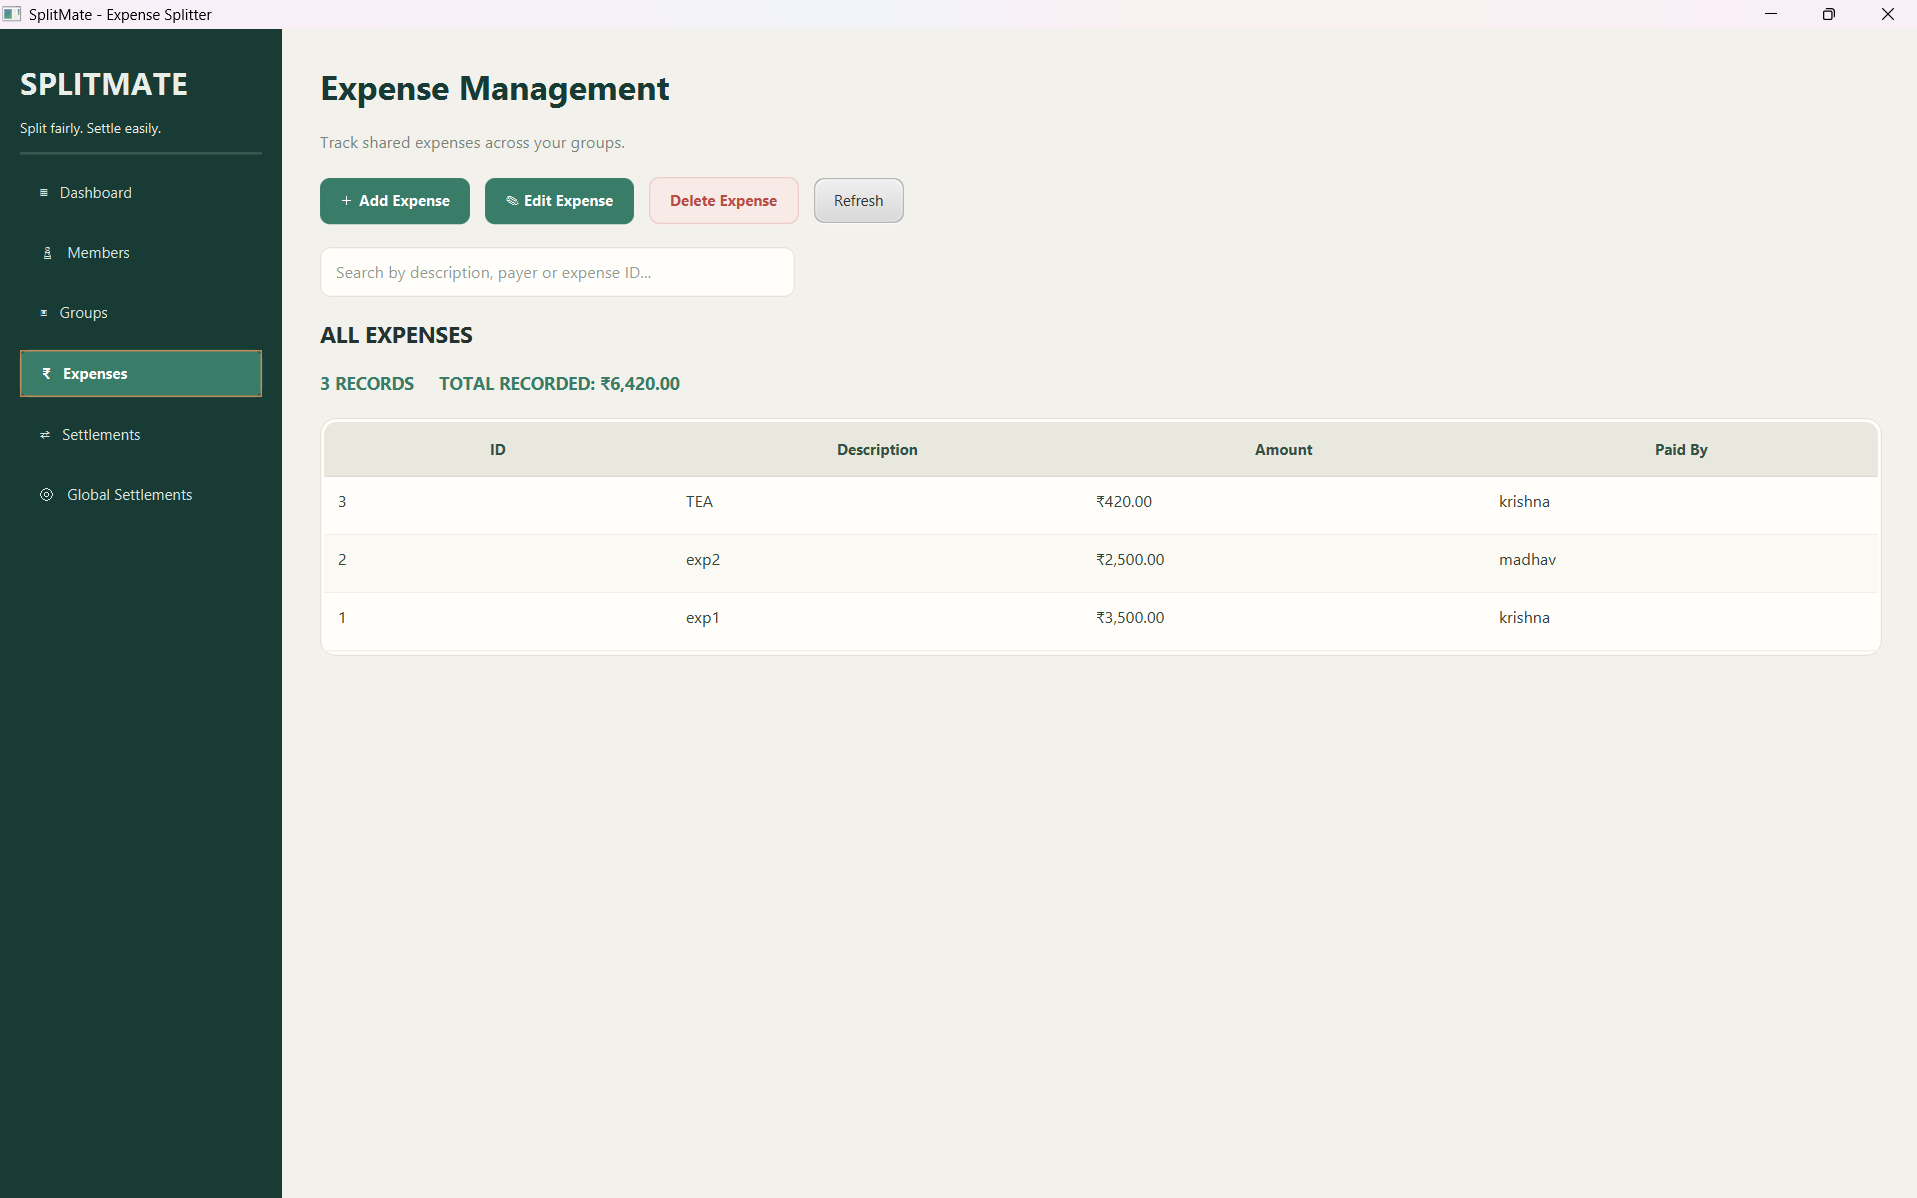 SplitMate - Expense Splitter
SPLITMATE
Split fairly. Settle easily.
Dashboard
Members
Groups
₹ Expenses
Settlements
Global Settlements
Expense Management
Track shared expenses across your groups.
+ Add Expense
Edit Expense
Delete Expense
Refresh
Search by description, payer or expense ID...
ALL EXPENSES
3 RECORDS TOTAL RECORDED: ₹6,420.00
ID Description Amount Paid By
3 TEA ₹420.00 krishna
2 exp2 ₹2,500.00 madhav
1 exp1 ₹3,500.00 krishna